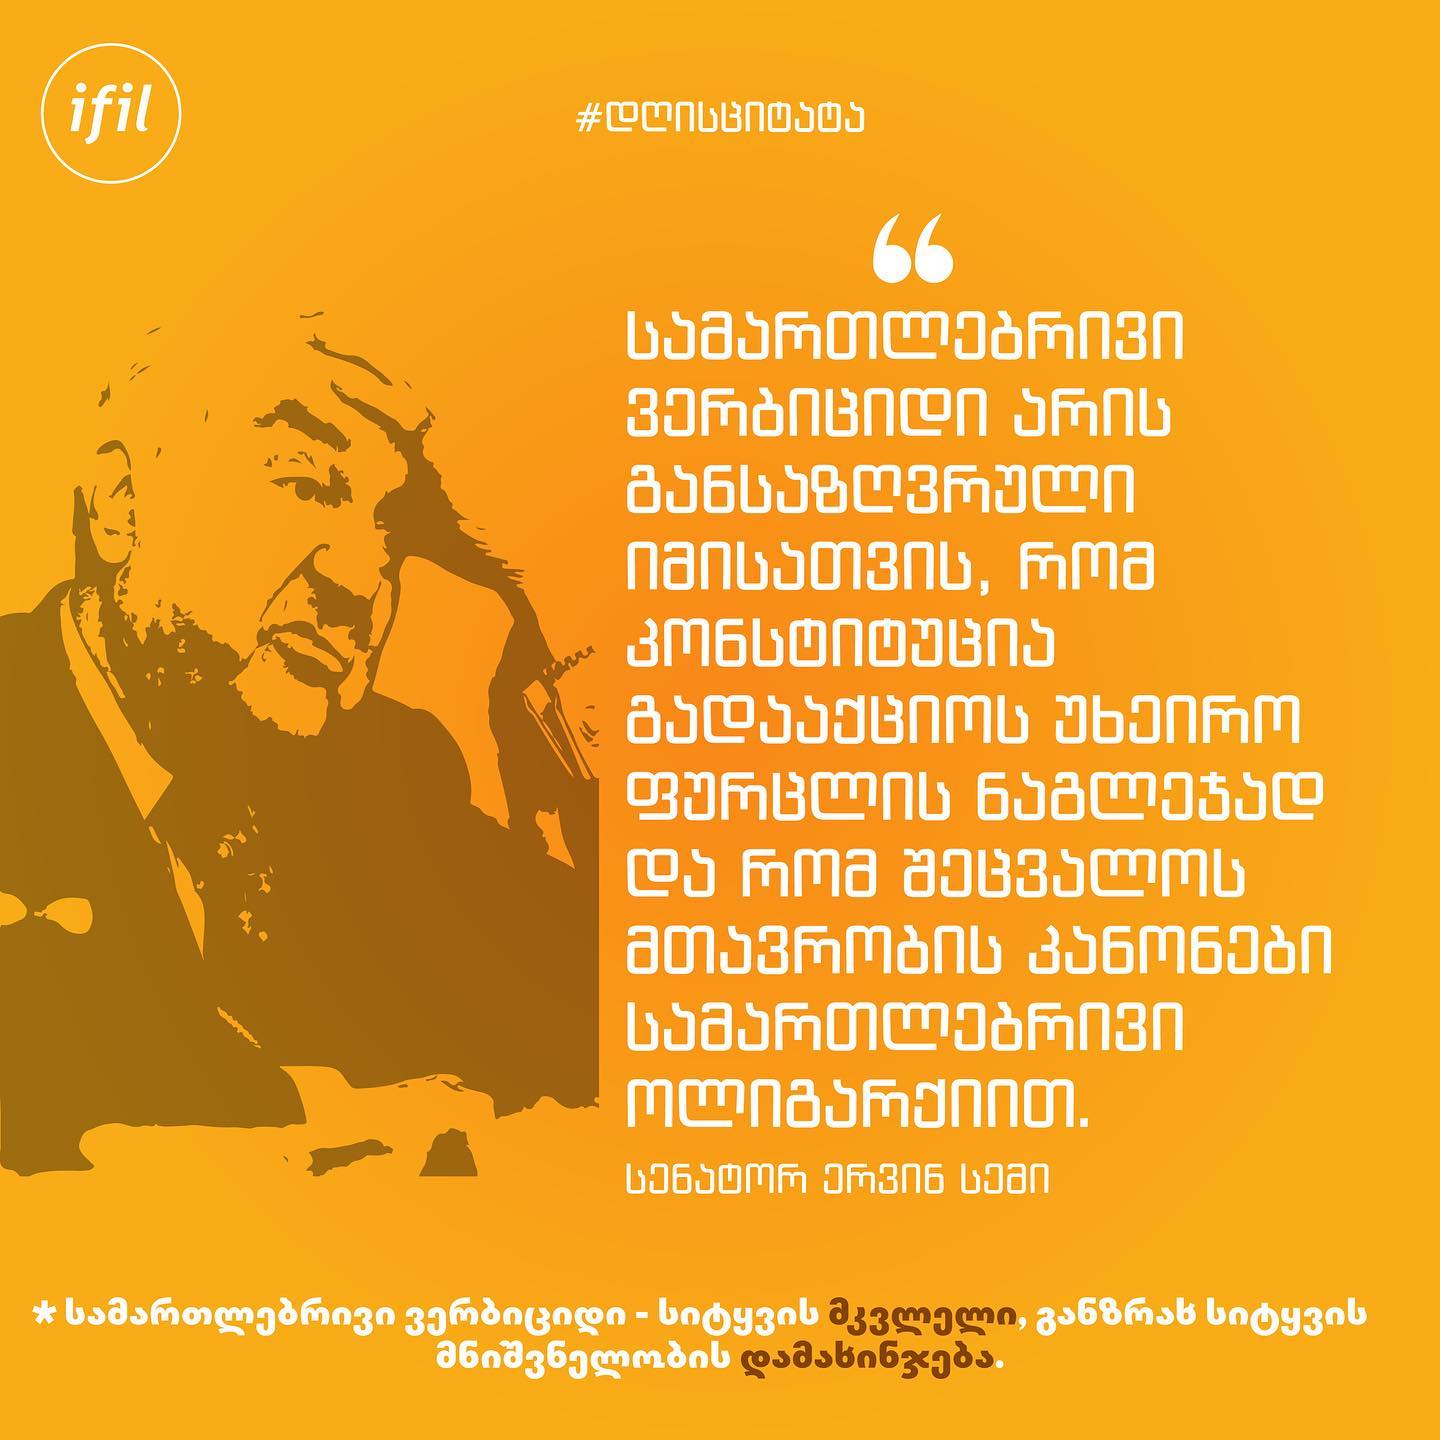 ifil
#დღისციტატა
“
სამართლებრივი
ვერბიციდი არის
განსაზღვრული
იმისათვის, რომ
კონსტიტუცია
გადააქციოს უხეირო
ფურცლის ნაგლეჯად
და რომ შეცვალოს
მთავრობის კანონები
სამართლებრივი
ოლიგარქიით.
სენატორ ერვინ სემი
* სამართლებრივი ვერბიციდი - სიტყვის მკვლელი, განზრახ სიტყვის
მნიშვნელობის დამახინჯება.